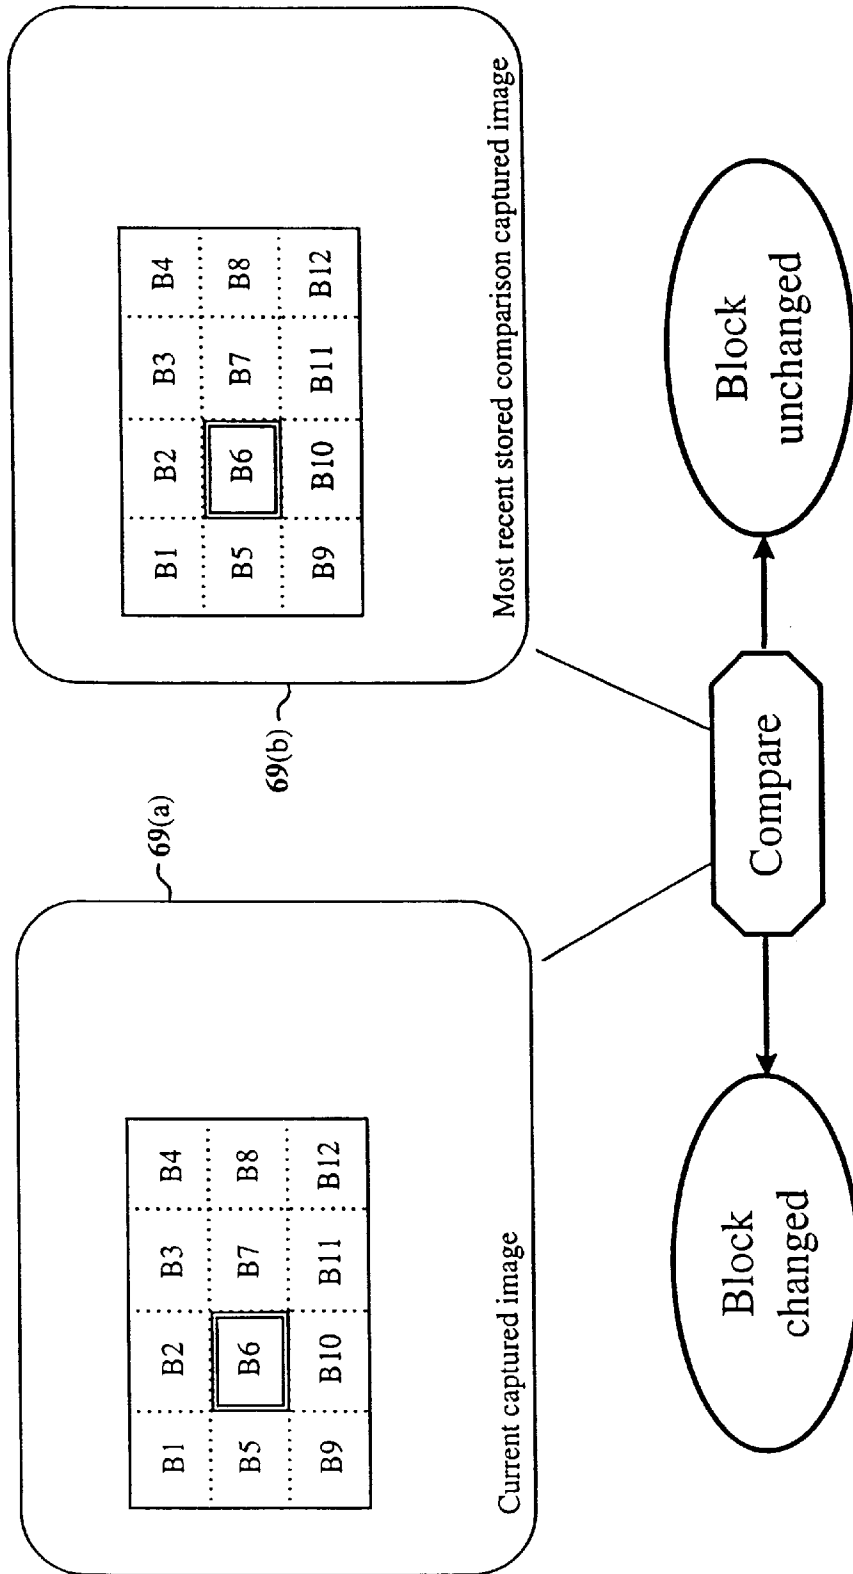 69(a)
B1 B2 B3 B4
B5 B6 B7 B8
B9 B10 B11 B12
Current captured image
69(b)
B1 B2 B3 B4
B5 B6 B7 B8
B9 B10 B11 B12
Most recent stored comparison captured image
Block
changed
Compare
Block
unchanged